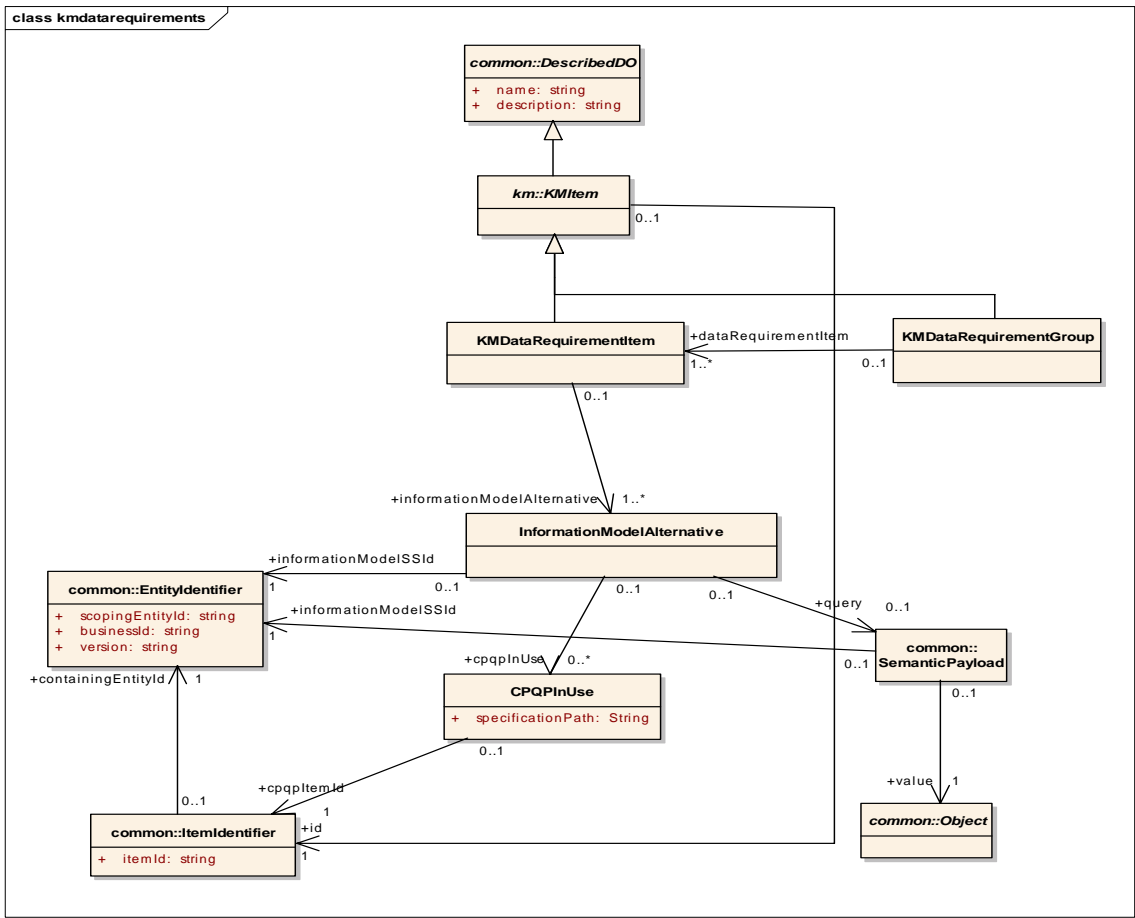 class kmdatarequirements
common::DescribedDO
+ name: string
+ description: string
km::KMItem
0..1
KMDataRequirementItem
+dataRequirementItem
1..*
0..1
KMDataRequirementGroup
0..1
+informationModelAlternative
1..*
InformationModelAlternative
+informationModelSSId
1
0..1
0..1
0..1
common::EntityIdentifier
+ scopingEntityId: string
+ businessId: string
+ version: string
+informationModelSSId
1
+query
0..1
0..1
common::
SemanticPayload
0..1
+containingEntityId
1
+cpqpInUse
0..*
CPQPInUse
+ specificationPath: String
0..1
+cpqpItemId
1
+value
1
0..1
common::ItemIdentifier
+ itemId: string
+id
1
common::Object